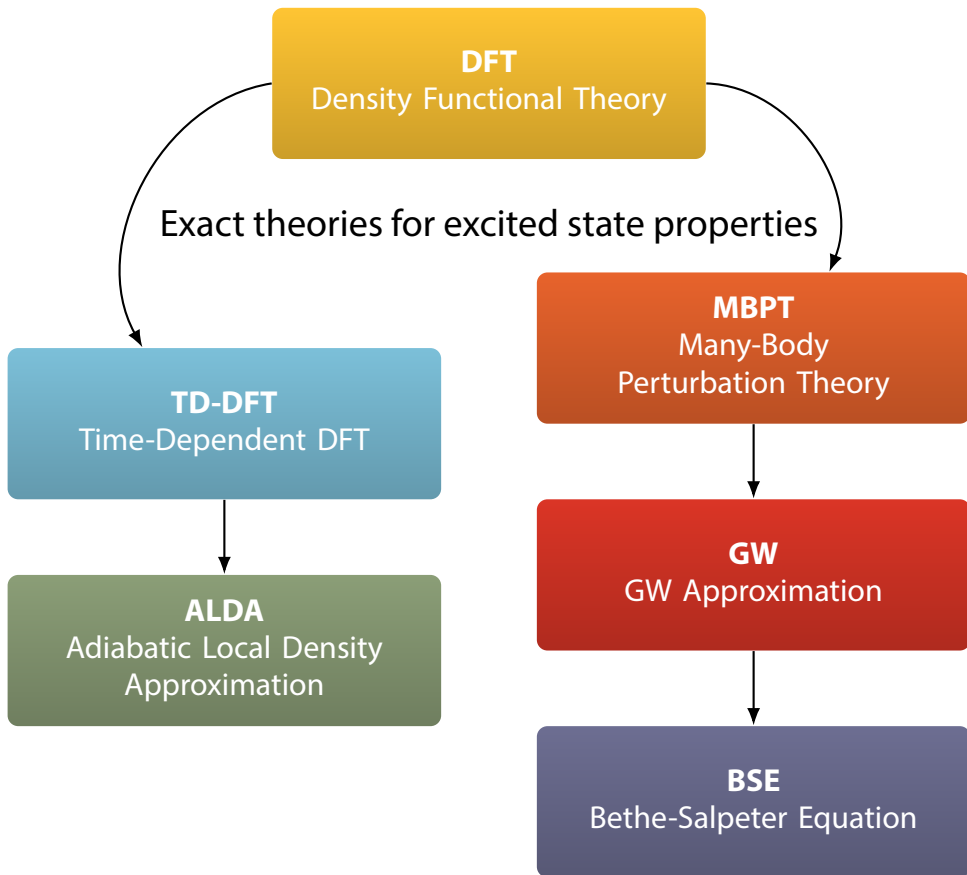 DFT
Density Functional Theory
Exact theories for excited state properties
MBPT
Many-Body
Perturbation Theory
TD-DFT
Time-Dependent DFT
GW
GW Approximation
ALDA
Adiabatic Local Density
Approximation
BSE
Bethe-Salpeter Equation